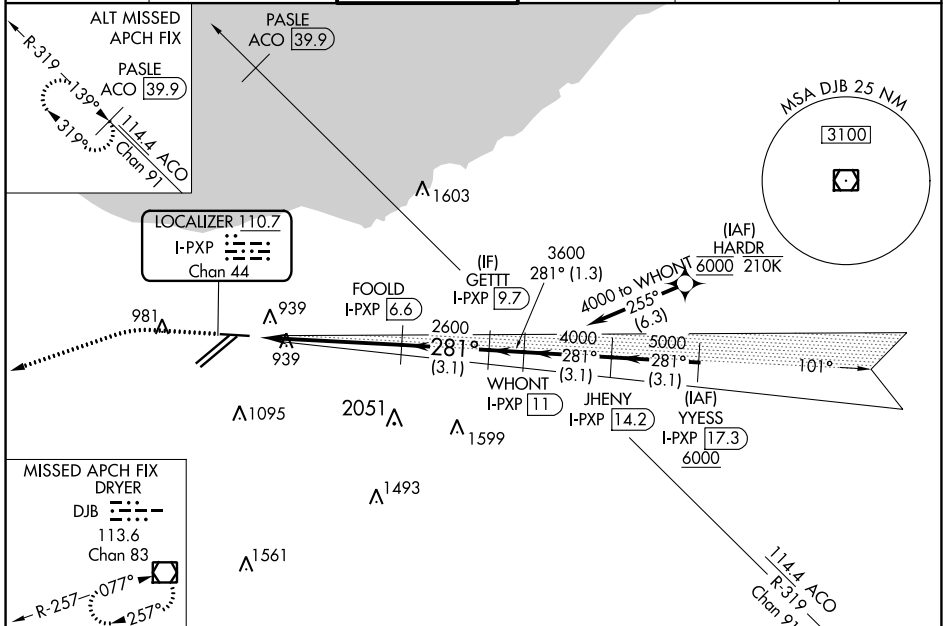 ALT MISSED
APCH FIX
PASLE
ACO 39.9
R-319
139°
319°
114.4 ACO
Chan 91
PASLE
ACO 39.9
MSA DJB 25 NM
3100
1603
LOCALIZER 110.7
I-PXP
Chan 44
(IAF)
HARDR
6000 210K
4000 to WHONT
255°
(6.3)
3600
281° (1.3)
(IF)
GETTT
I-PXP 9.7
FOOLD
I-PXP 6.6
981
939
939
2600
281°
(3.1)
4000
281°
(3.1)
5000
281°
(3.1)
101°
WHONT
I-PXP 11
JHENY
I-PXP 14.2
(IAF)
YYESS
I-PXP 17.3
6000
1095
2051
1599
1493
1561
MISSED APCH FIX
DRYER
DJB
113.6
Chan 83
R-257
077°
257°
114.4 ACO
R-319
Chan 91